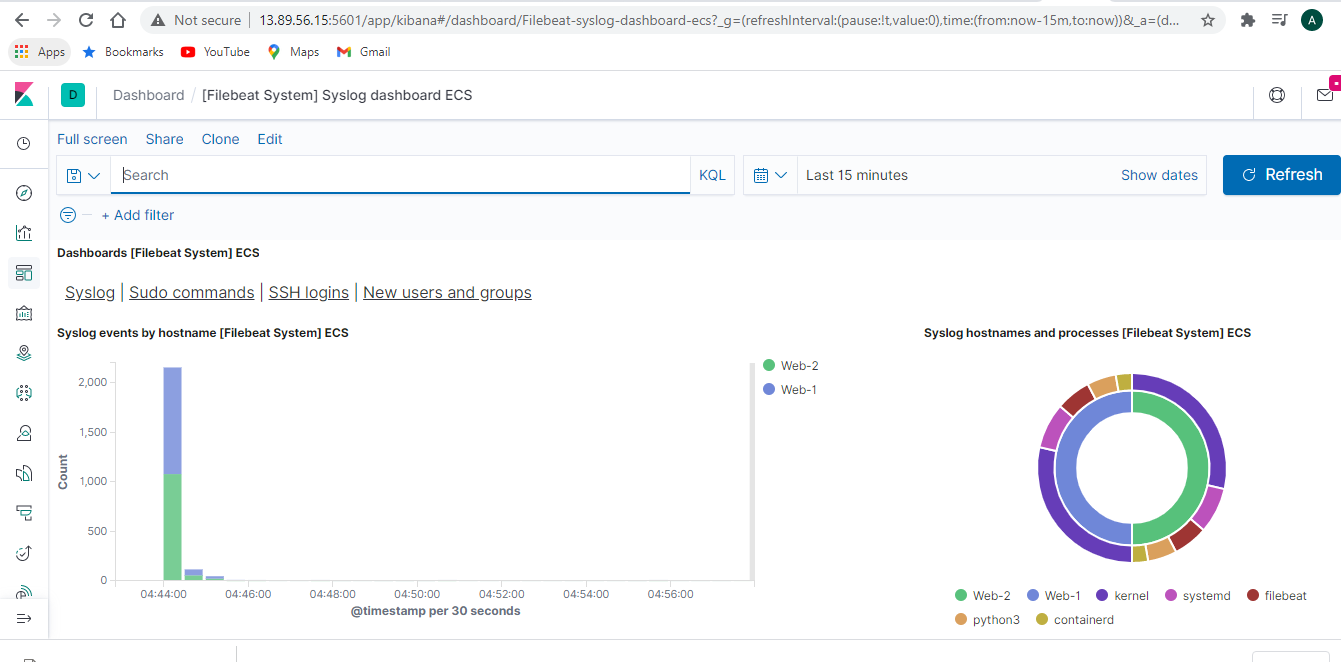 Not secure 13.89.56.15:5601/app/kibana#/dashboard/Filebeat-syslog-dashboard-ecs?_g=(refreshInterval:(pause:!t,value:0),time:(from:now-15m,to:now))&_a=(d... A
Apps Bookmarks YouTube Maps Gmail
D Dashboard / [Filebeat System] Syslog dashboard ECS
Full screen Share Clone Edit
Search KQL Last 15 minutes Show dates Refresh
+ Add filter
Dashboards [Filebeat System] ECS
Syslog | Sudo commands | SSH logins | New users and groups
Syslog events by hostname [Filebeat System] ECS
2,000
1,500
1,000
500
0
Count
04:44:00 04:46:00 04:48:00 04:50:00 04:52:00 04:54:00 04:56:00
@timestamp per 30 seconds
Web-2
Web-1
Syslog hostnames and processes [Filebeat System] ECS
Web-2 Web-1 kernel systemd filebeat
python3 containerd